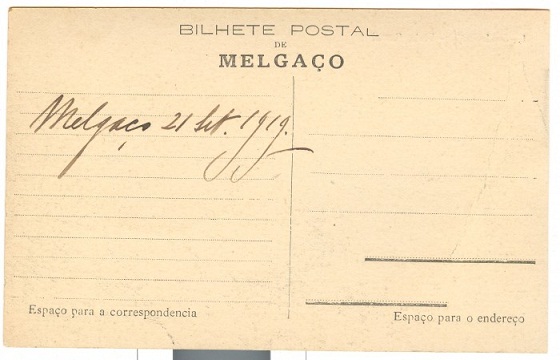 BILHETE POSTAL
DE
MELGAÇO
Melgaço 21 Set. 1919.
Espaço para a correspondencia
Espaço para o endereço